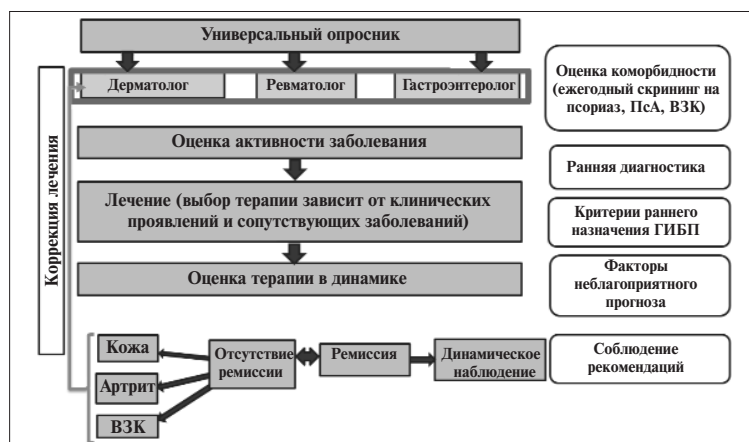 Универсальный опросник
Дерматолог
Ревматолог
Гастроэнтеролог
Оценка активности заболевания
Лечение (выбор терапии зависит от клинических
проявлений и сопутствующих заболеваний)
Оценка терапии в динамике
Коррекция лечения
Кожа
Артрит
ВЗК
Отсутствие
ремиссии
Ремиссия
Динамическое
наблюдение
Оценка коморбидности
(ежегодный скрининг на
псориаз, ПсА, ВЗК)
Ранняя диагностика
Критерии раннего
назначения ГИБП
Факторы
неблагоприятного
прогноза
Соблюдение
рекомендаций